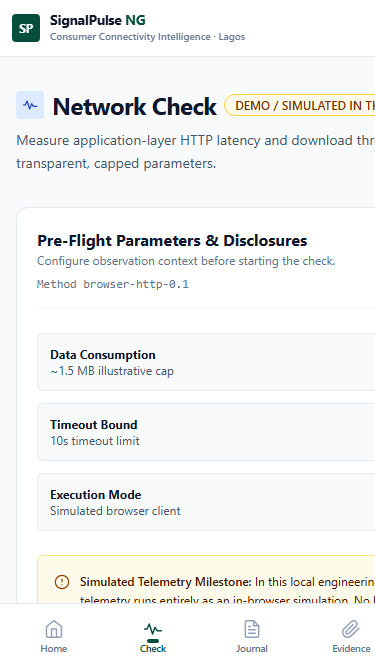 SP
SignalPulse NG
Consumer Connectivity Intelligence · Lagos
Network Check
DEMO / SIMULATED IN
Measure application-layer HTTP latency and download
transparent, capped parameters.
Pre-Flight Parameters & Disclosures
Configure observation context before starting the check.
Method browser-http-0.1
Data Consumption
~1.5 MB illustrative cap
Timeout Bound
10s timeout limit
Execution Mode
Simulated browser client
Simulated Telemetry Milestone: In this local
telemetry runs entirely as an in-browser simulation. No
Home
Check
Journal
Evidence